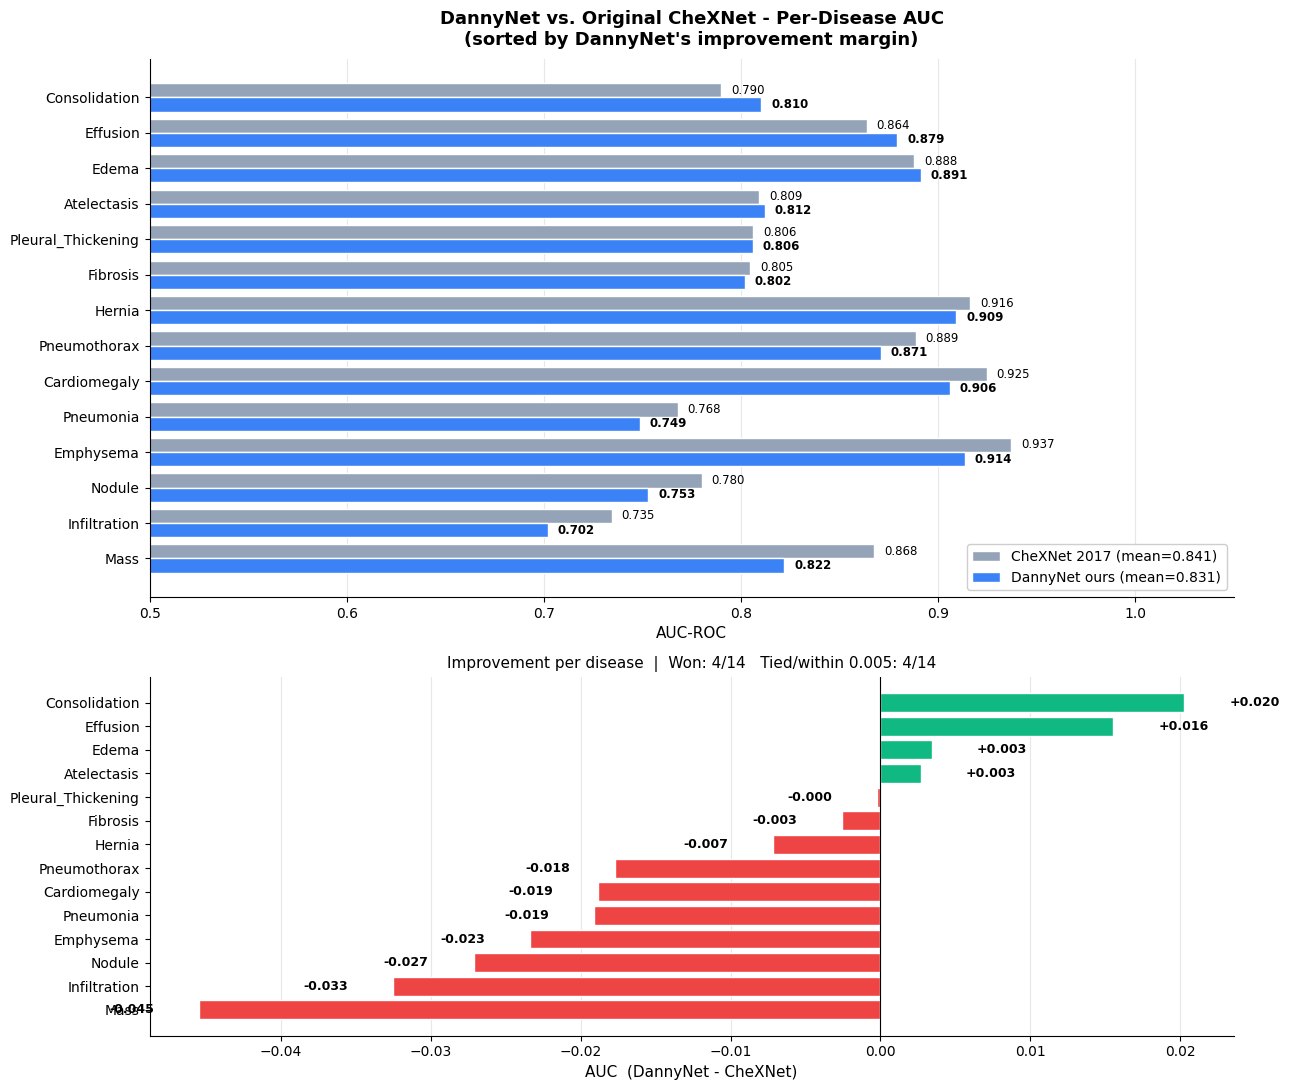 DannyNet vs. Original CheXNet - Per-Disease AUC
(sorted by DannyNet's improvement margin)
Consolidation 0.790
0.810
Effusion 0.864
0.879
Edema 0.888
0.891
Atelectasis 0.809
0.812
Pleural_Thickening 0.806
0.806
Fibrosis 0.805
0.802
Hernia 0.916
0.909
Pneumothorax 0.889
0.871
Cardiomegaly 0.925
0.906
Pneumonia 0.768
0.749
Emphysema 0.937
0.914
Nodule 0.780
0.753
Infiltration 0.735
0.702
Mass 0.868
0.822
CheXNet 2017 (mean=0.841)
DannyNet ours (mean=0.831)
0.5 0.6 0.7 0.8 0.9 1.0
AUC-ROC
Improvement per disease | Won: 4/14 Tied/within 0.005: 4/14
Consolidation +0.020
Effusion +0.016
Edema +0.003
Atelectasis +0.003
Pleural_Thickening -0.000
Fibrosis -0.003
Hernia -0.007
Pneumothorax -0.018
Cardiomegaly -0.019
Pneumonia -0.019
Emphysema -0.023
Nodule -0.027
Infiltration -0.033
Mass -0.045
−0.04 −0.03 −0.02 −0.01 0.00 0.01 0.02
AUC (DannyNet - CheXNet)